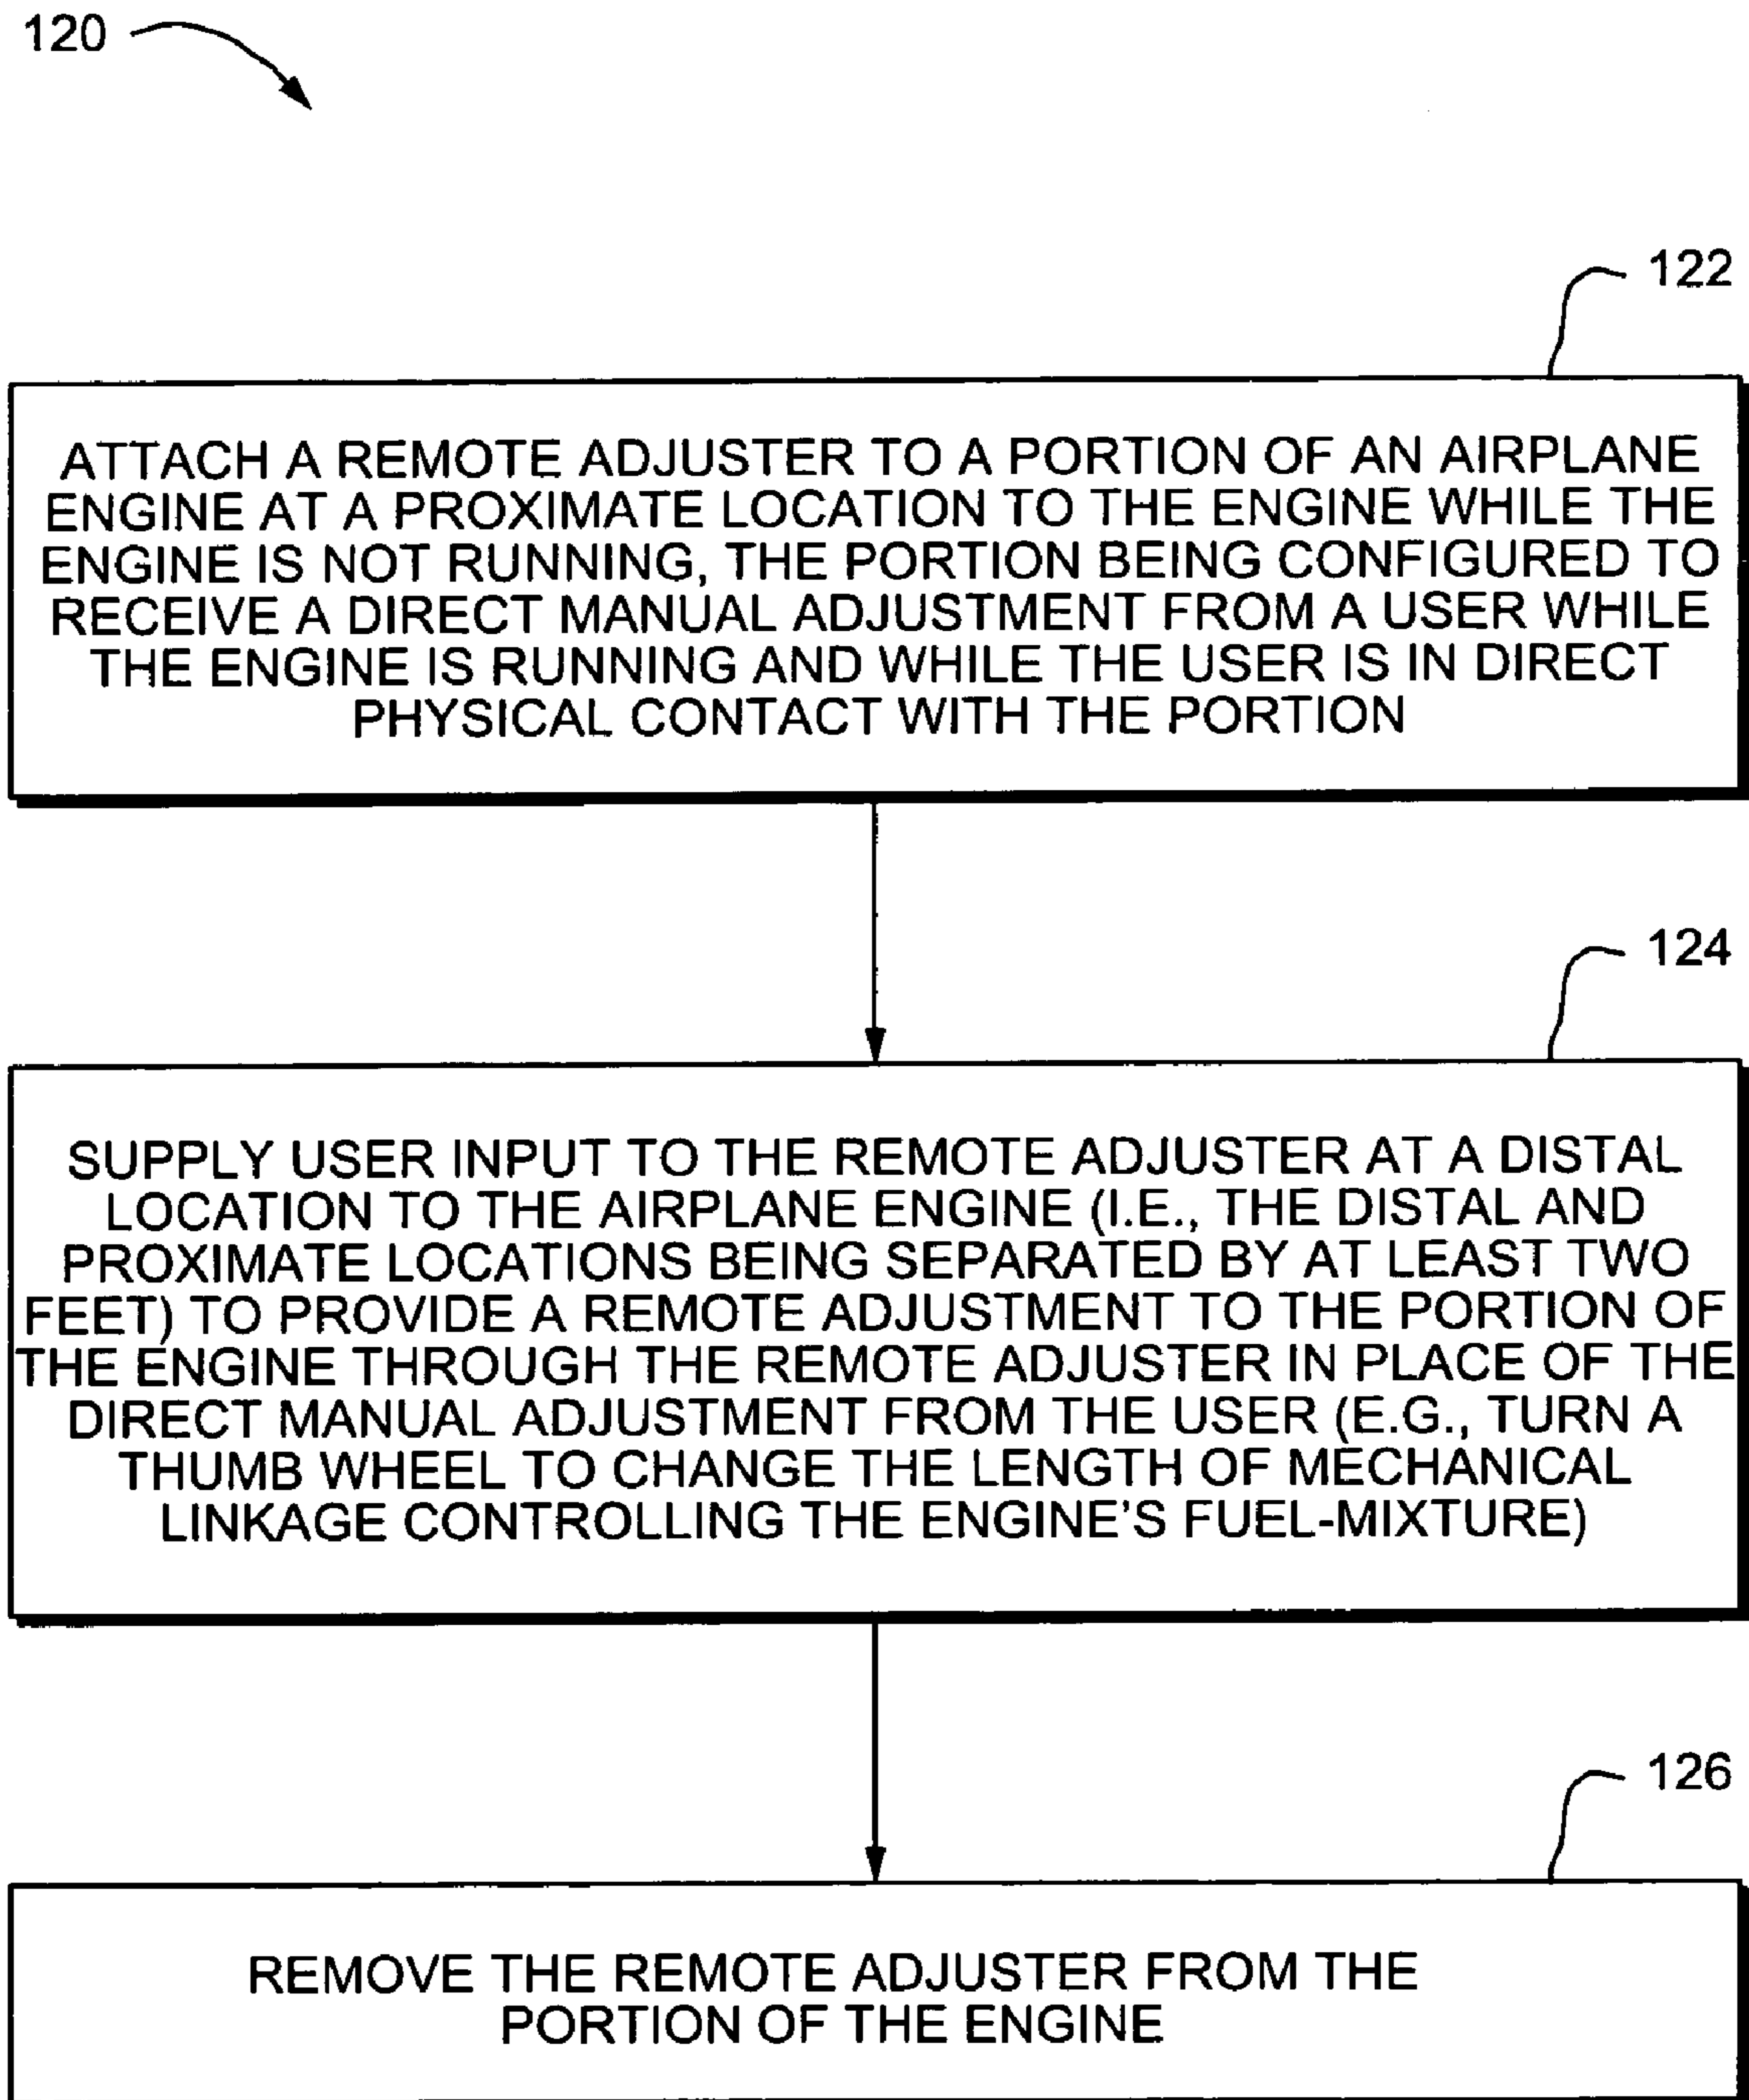 120
122
ATTACH A REMOTE ADJUSTER TO A PORTION OF AN AIRPLANE
ENGINE AT A PROXIMATE LOCATION TO THE ENGINE WHILE THE
ENGINE IS NOT RUNNING, THE PORTION BEING CONFIGURED TO
RECEIVE A DIRECT MANUAL ADJUSTMENT FROM A USER WHILE
THE ENGINE IS RUNNING AND WHILE THE USER IS IN DIRECT
PHYSICAL CONTACT WITH THE PORTION
124
SUPPLY USER INPUT TO THE REMOTE ADJUSTER AT A DISTAL
LOCATION TO THE AIRPLANE ENGINE (I.E., THE DISTAL AND
PROXIMATE LOCATIONS BEING SEPARATED BY AT LEAST TWO
FEET) TO PROVIDE A REMOTE ADJUSTMENT TO THE PORTION OF
THE ENGINE THROUGH THE REMOTE ADJUSTER IN PLACE OF THE
DIRECT MANUAL ADJUSTMENT FROM THE USER (E.G., TURN A
THUMB WHEEL TO CHANGE THE LENGTH OF MECHANICAL
LINKAGE CONTROLLING THE ENGINE'S FUEL-MIXTURE)
126
REMOVE THE REMOTE ADJUSTER FROM THE
PORTION OF THE ENGINE